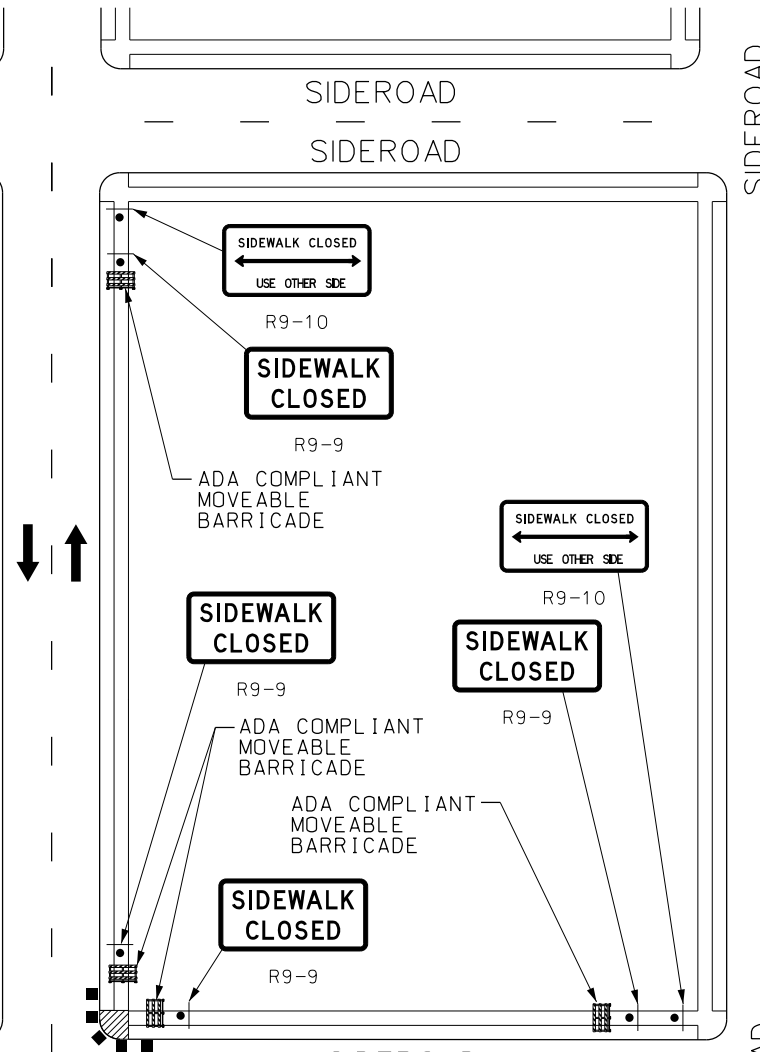 SIDEROAD
SIDEROAD
SIDEROAD
SIDEWALK CLOSED
USE OTHER SIDE
R9-10
SIDEWALK
CLOSED
R9-9
ADA COMPLIANT
MOVEABLE
BARRICADE
SIDEWALK CLOSED
USE OTHER SIDE
R9-10
SIDEWALK
CLOSED
R9-9
SIDEWALK
CLOSED
R9-9
ADA COMPLIANT
MOVEABLE
BARRICADE
ADA COMPLIANT
MOVEABLE
BARRICADE
SIDEWALK
CLOSED
R9-9